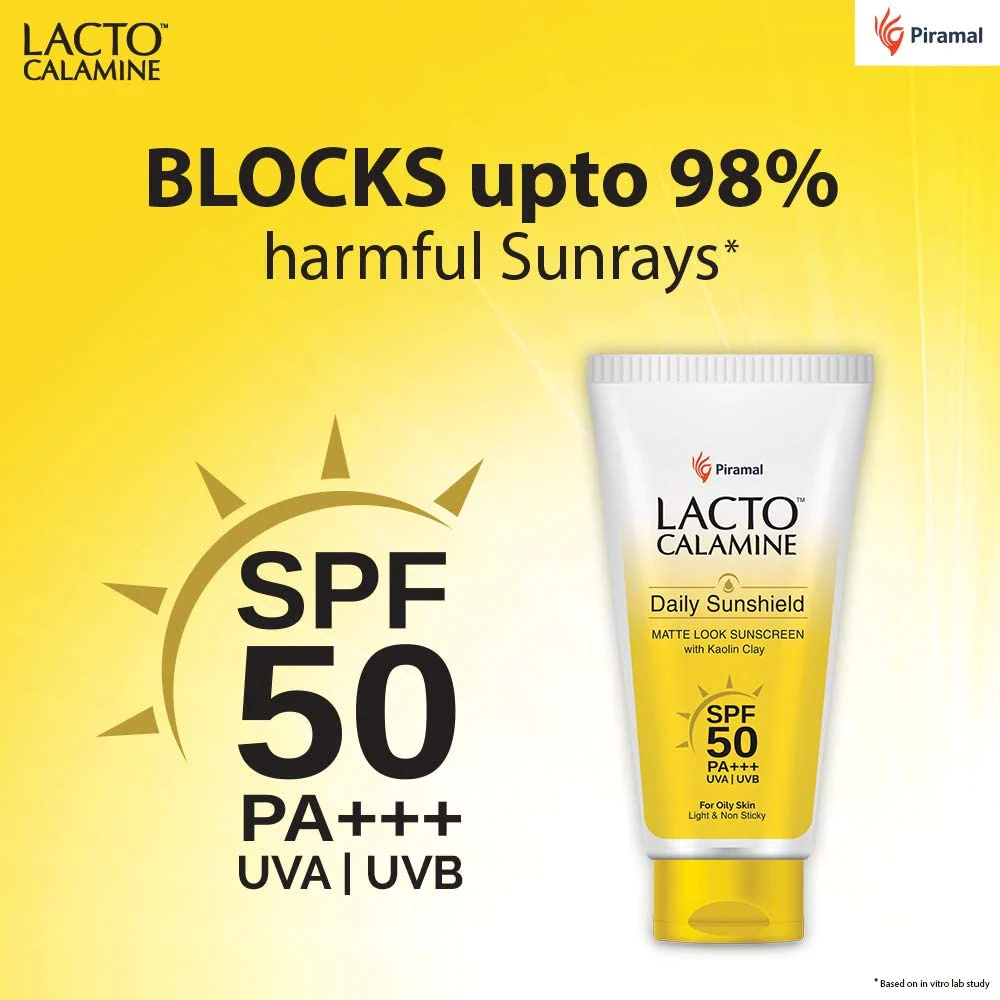 LACTO™
CALAMINE
Piramal
BLOCKS upto 98%
harmful Sunrays*
SPF
50
PA+++
UVA | UVB
Piramal
LACTO™
CALAMINE
Daily Sunshield
MATTE LOOK SUNSCREEN
with Kaolin Clay
SPF
50
PA+++
UVA | UVB
For Oily Skin
Light & Non Sticky
* Based on in vitro lab study